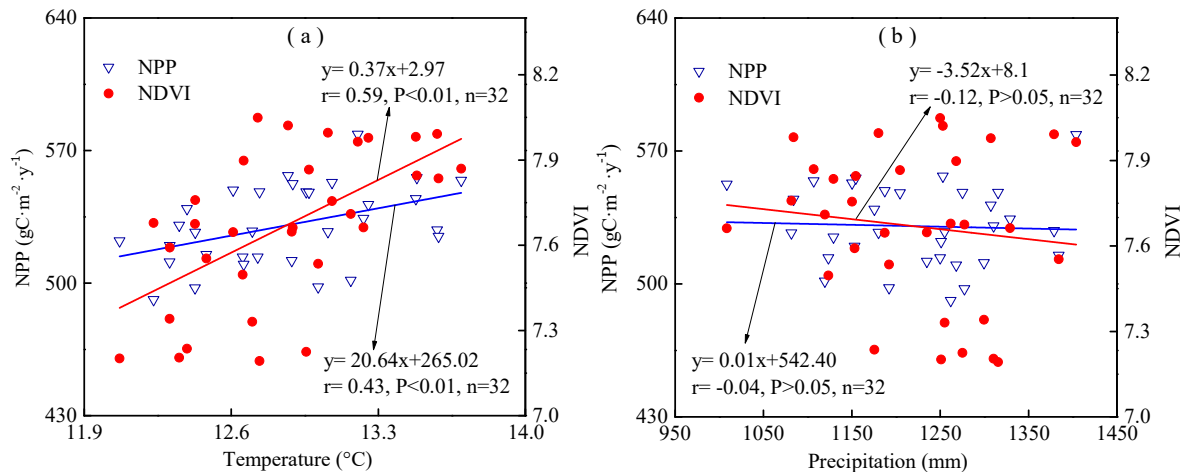 ( a )
NPP
NDVI
y= 0.37x+2.97
r= 0.59, P<0.01, n=32
y= 20.64x+265.02
r= 0.43, P<0.01, n=32
640
570
500
430
NPP (gC·m⁻²·y⁻¹)
8.2
7.9
7.6
7.3
7.0
NDVI
11.9 12.6 13.3 14.0
Temperature (°C)
( b )
NPP
NDVI
y= -3.52x+8.1
r= -0.12, P>0.05, n=32
y= 0.01x+542.40
r= -0.04, P>0.05, n=32
640
570
500
430
NPP (gC·m⁻²·y⁻¹)
8.2
7.9
7.6
7.3
7.0
NDVI
950 1050 1150 1250 1350 1450
Precipitation (mm)